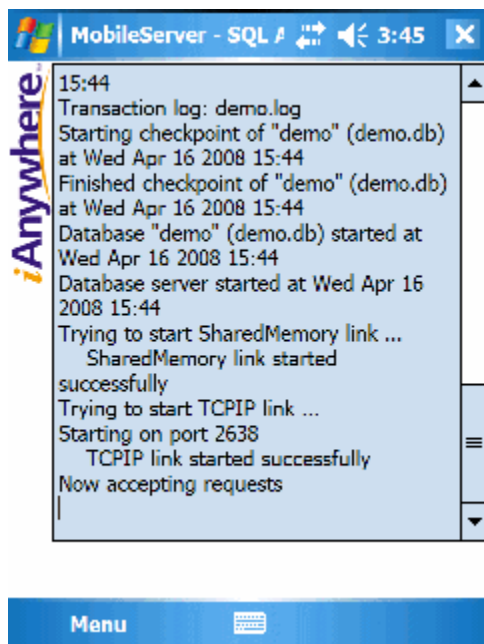 MobileServer - SQL A 3:45
iAnywhere
15:44
Transaction log: demo.log
Starting checkpoint of "demo" (demo.db)
at Wed Apr 16 2008 15:44
Finished checkpoint of "demo" (demo.db)
at Wed Apr 16 2008 15:44
Database "demo" (demo.db) started at
Wed Apr 16 2008 15:44
Database server started at Wed Apr 16
2008 15:44
Trying to start SharedMemory link ...
SharedMemory link started
successfully
Trying to start TCPIP link ...
Starting on port 2638
TCPIP link started successfully
Now accepting requests
Menu